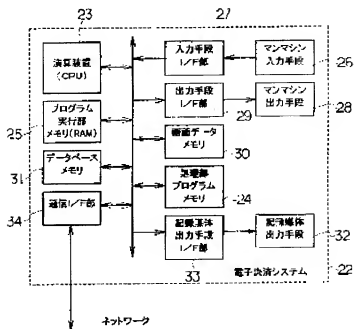 23
27
演算装置
(CPU)
入力手段
I/F部
マンマシン
入力手段
26
25
プログラム
実行部
メモリ(RAM)
出力手段
I/F部
29
マンマシン
出力手段
28
画面データ
メモリ
30
31
データベース
メモリ
処理部
プログラムメモリ
24
34
通信I/F部
記録媒体
出力手段
I/F部
33
記録媒体
出力手段
32
電子決済システム
22
ネットワーク